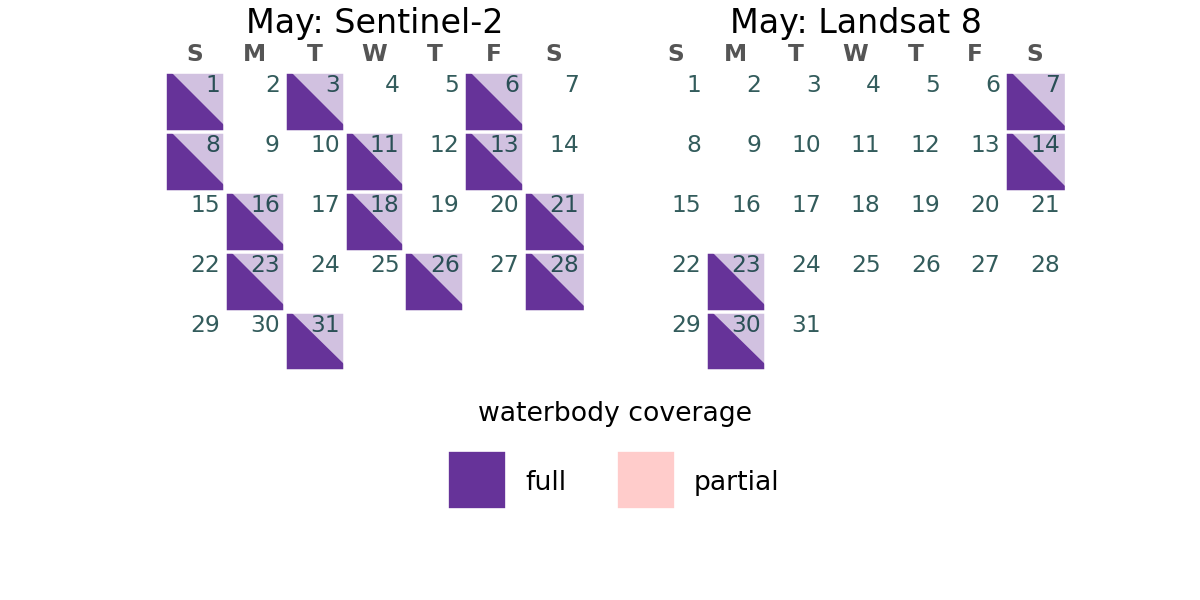 May: Sentinel-2
S M T W T F S
1 2 3 4 5 6 7
8 9 10 11 12 13 14
15 16 17 18 19 20 21
22 23 24 25 26 27 28
29 30 31
May: Landsat 8
S M T W T F S
1 2 3 4 5 6 7
8 9 10 11 12 13 14
15 16 17 18 19 20 21
22 23 24 25 26 27 28
29 30 31
waterbody coverage
full
partial